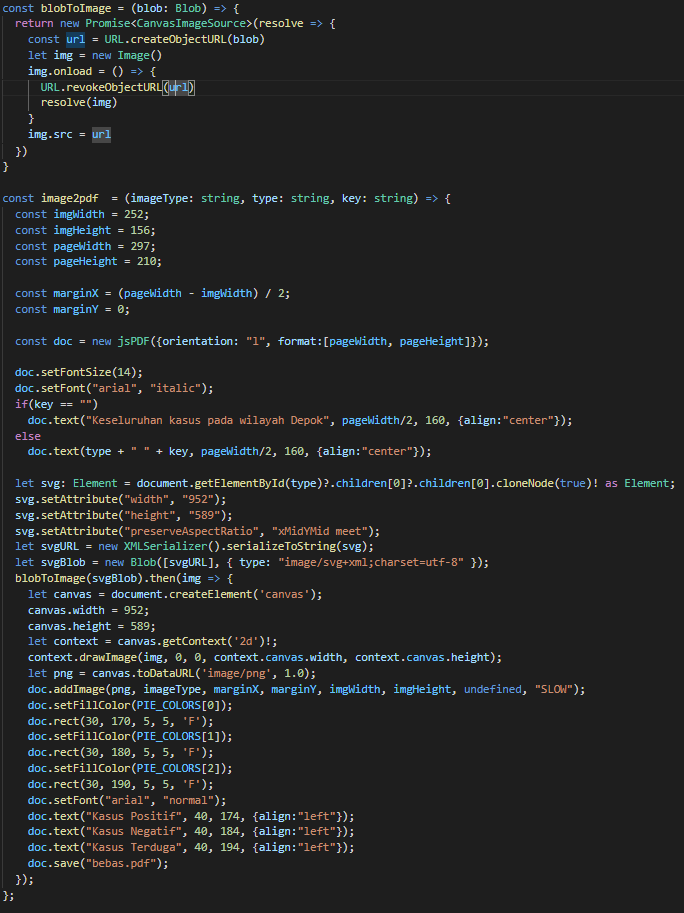 const blobToImage = (blob: Blob) => {
  return new Promise<CanvasImageSource>(resolve => {
    const url = URL.createObjectURL(blob)
    let img = new Image()
    img.onload = () => {
      URL.revokeObjectURL(url)
      resolve(img)
    }
    img.src = url
  })
}

const image2pdf  = (imageType: string, type: string, key: string) => {
  const imgWidth = 252;
  const imgHeight = 156;
  const pageWidth = 297;
  const pageHeight = 210;

  const marginX = (pageWidth - imgWidth) / 2;
  const marginY = 0;

  const doc = new jsPDF({orientation: "l", format:[pageWidth, pageHeight]});

  doc.setFontSize(14);
  doc.setFont("arial", "italic");
  if(key == "")
    doc.text("Keseluruhan kasus pada wilayah Depok", pageWidth/2, 160, {align:"center"});
  else
    doc.text(type + " " + key, pageWidth/2, 160, {align:"center"});

  let svg: Element = document.getElementById(type)?.children[0]?.children[0].cloneNode(true)! as Element;
  svg.setAttribute("width", "952");
  svg.setAttribute("height", "589");
  svg.setAttribute("preserveAspectRatio", "xMidYMid meet");
  let svgURL = new XMLSerializer().serializeToString(svg);
  let svgBlob = new Blob([svgURL], { type: "image/svg+xml;charset=utf-8" });
  blobToImage(svgBlob).then(img => {
    let canvas = document.createElement('canvas');
    canvas.width = 952;
    canvas.height = 589;
    let context = canvas.getContext('2d')!;
    context.drawImage(img, 0, 0, context.canvas.width, context.canvas.height);
    let png = canvas.toDataURL('image/png', 1.0);
    doc.addImage(png, imageType, marginX, marginY, imgWidth, imgHeight, undefined, "SLOW");
    doc.setFillColor(PIE_COLORS[0]);
    doc.rect(30, 170, 5, 5, 'F');
    doc.setFillColor(PIE_COLORS[1]);
    doc.rect(30, 180, 5, 5, 'F');
    doc.setFillColor(PIE_COLORS[2]);
    doc.rect(30, 190, 5, 5, 'F');
    doc.setFont("arial", "normal");
    doc.text("Kasus Positif", 40, 174, {align:"left"});
    doc.text("Kasus Negatif", 40, 184, {align:"left"});
    doc.text("Kasus Terduga", 40, 194, {align:"left"});
    doc.save("bebas.pdf");
  });
};